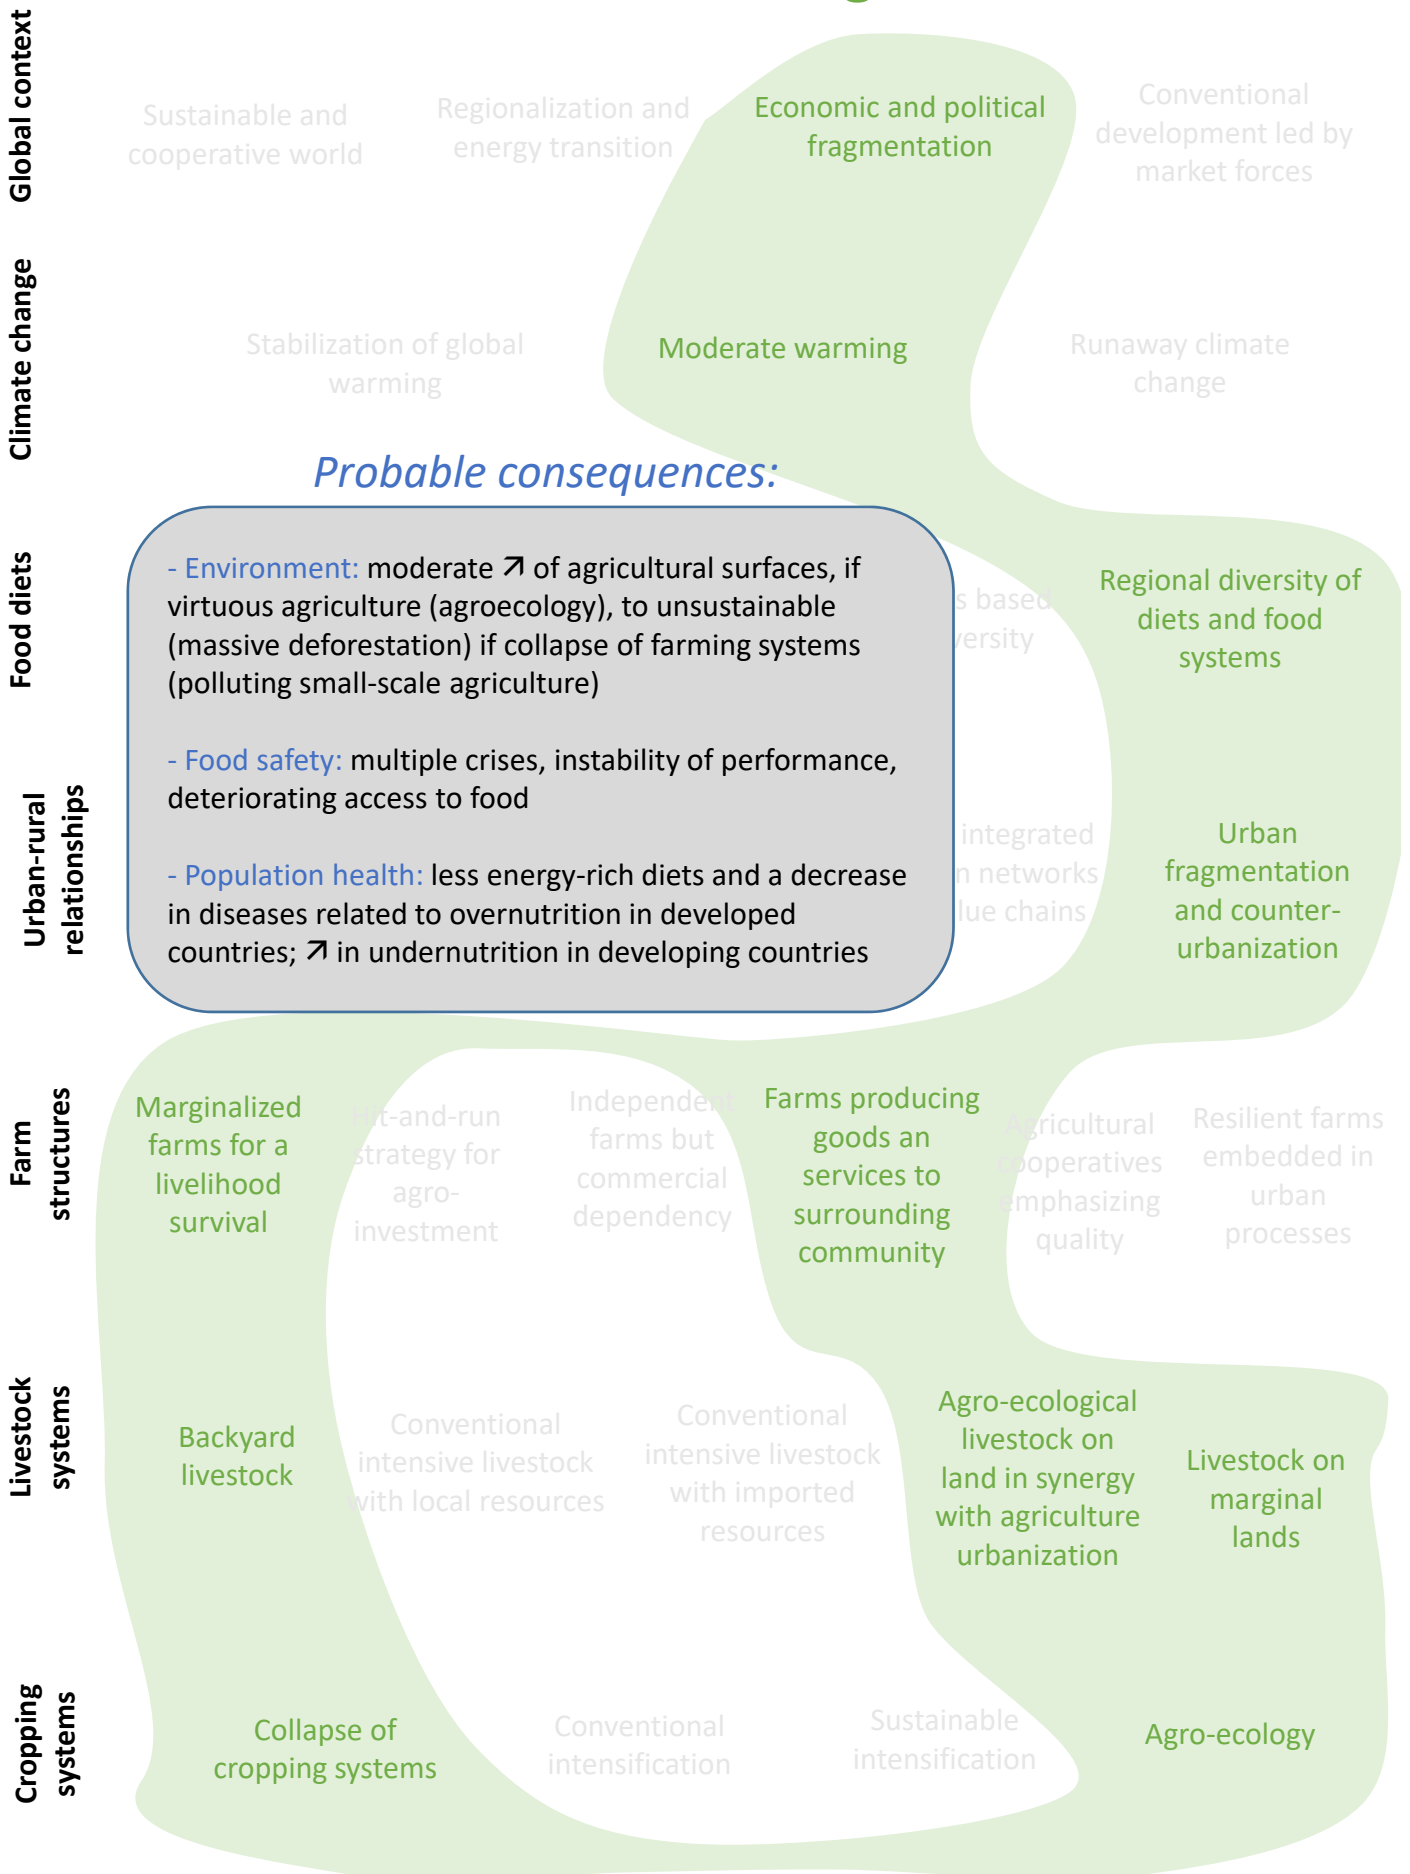 Global context
Sustainable and
cooperative world
Regionalization and
energy transition
Economic and political
fragmentation
Conventional
development led by
market forces
Climate change
Stabilization of global
warming
Moderate warming
Runaway climate
change
Probable consequences:
- Environment: moderate ↗ of agricultural surfaces, if
virtuous agriculture (agroecology), to unsustainable
(massive deforestation) if collapse of farming systems
(polluting small-scale agriculture)
- Food safety: multiple crises, instability of performance,
deteriorating access to food
- Population health: less energy-rich diets and a decrease
in diseases related to overnutrition in developed
countries; ↗ in undernutrition in developing countries
Food diets
based
Regional diversity of
diets and food
systems
Urban-rural
relationships
integrated
networks
chains
Urban
fragmentation
and counter-
urbanization
Farm
structures
Marginalized
farms for a
livelihood
survival
Hit-and-run
strategy for
agro-
investment
Independent
farms but
commercial
dependency
Farms producing
goods an
services to
surrounding
community
Agricultural
cooperatives
emphasizing
quality
Resilient farms
embedded in
urban
processes
Livestock
systems
Backyard
livestock
Conventional
intensive livestock
with local resources
Conventional
intensive livestock
with imported
resources
Agro-ecological
livestock on
land in synergy
with agriculture
urbanization
Livestock on
marginal
lands
Cropping
systems
Collapse of
cropping systems
Conventional
intensification
Sustainable
intensification
Agro-ecology